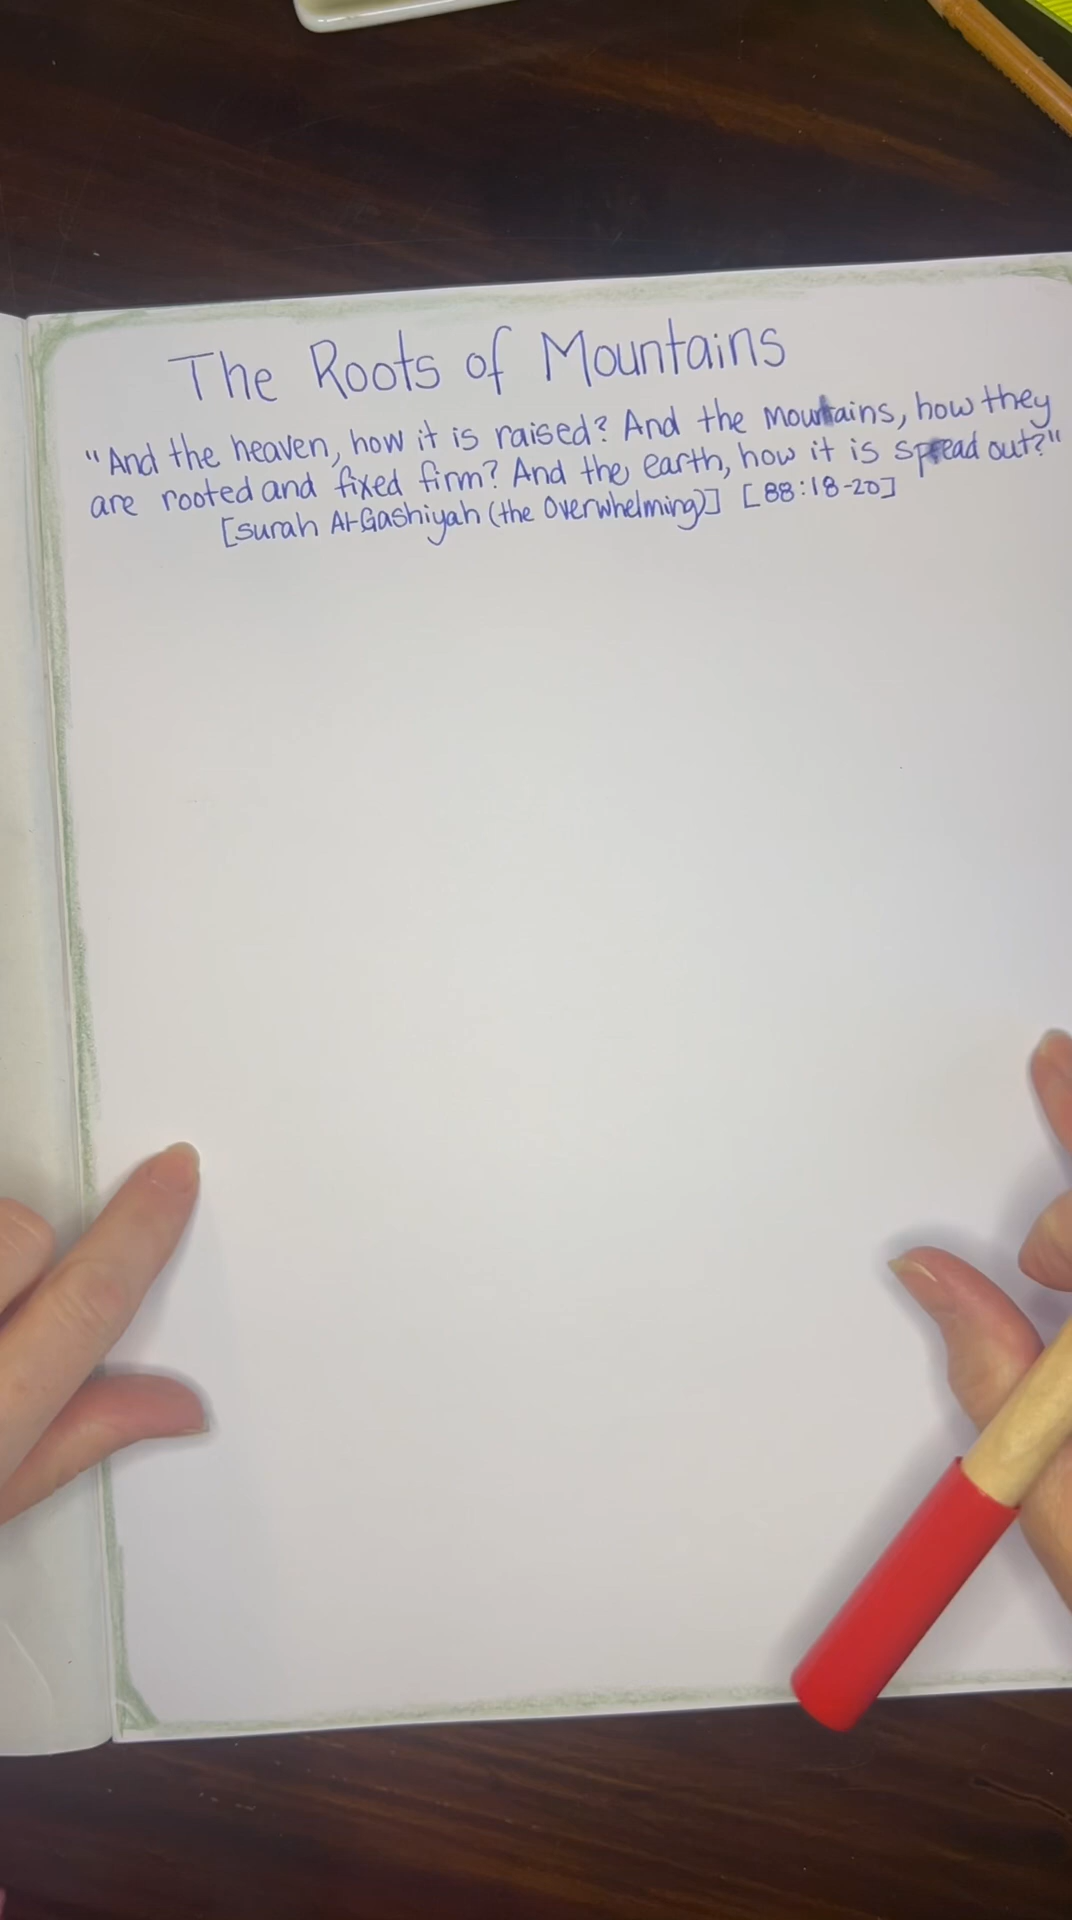 The Roots of Mountains
"And the heaven, how it is raised? And the mountains, how they
are rooted and fixed firm? And the earth, how it is spread out?"
[surah Al-Gashiyah (the Overwhelming)] [88:18-20]